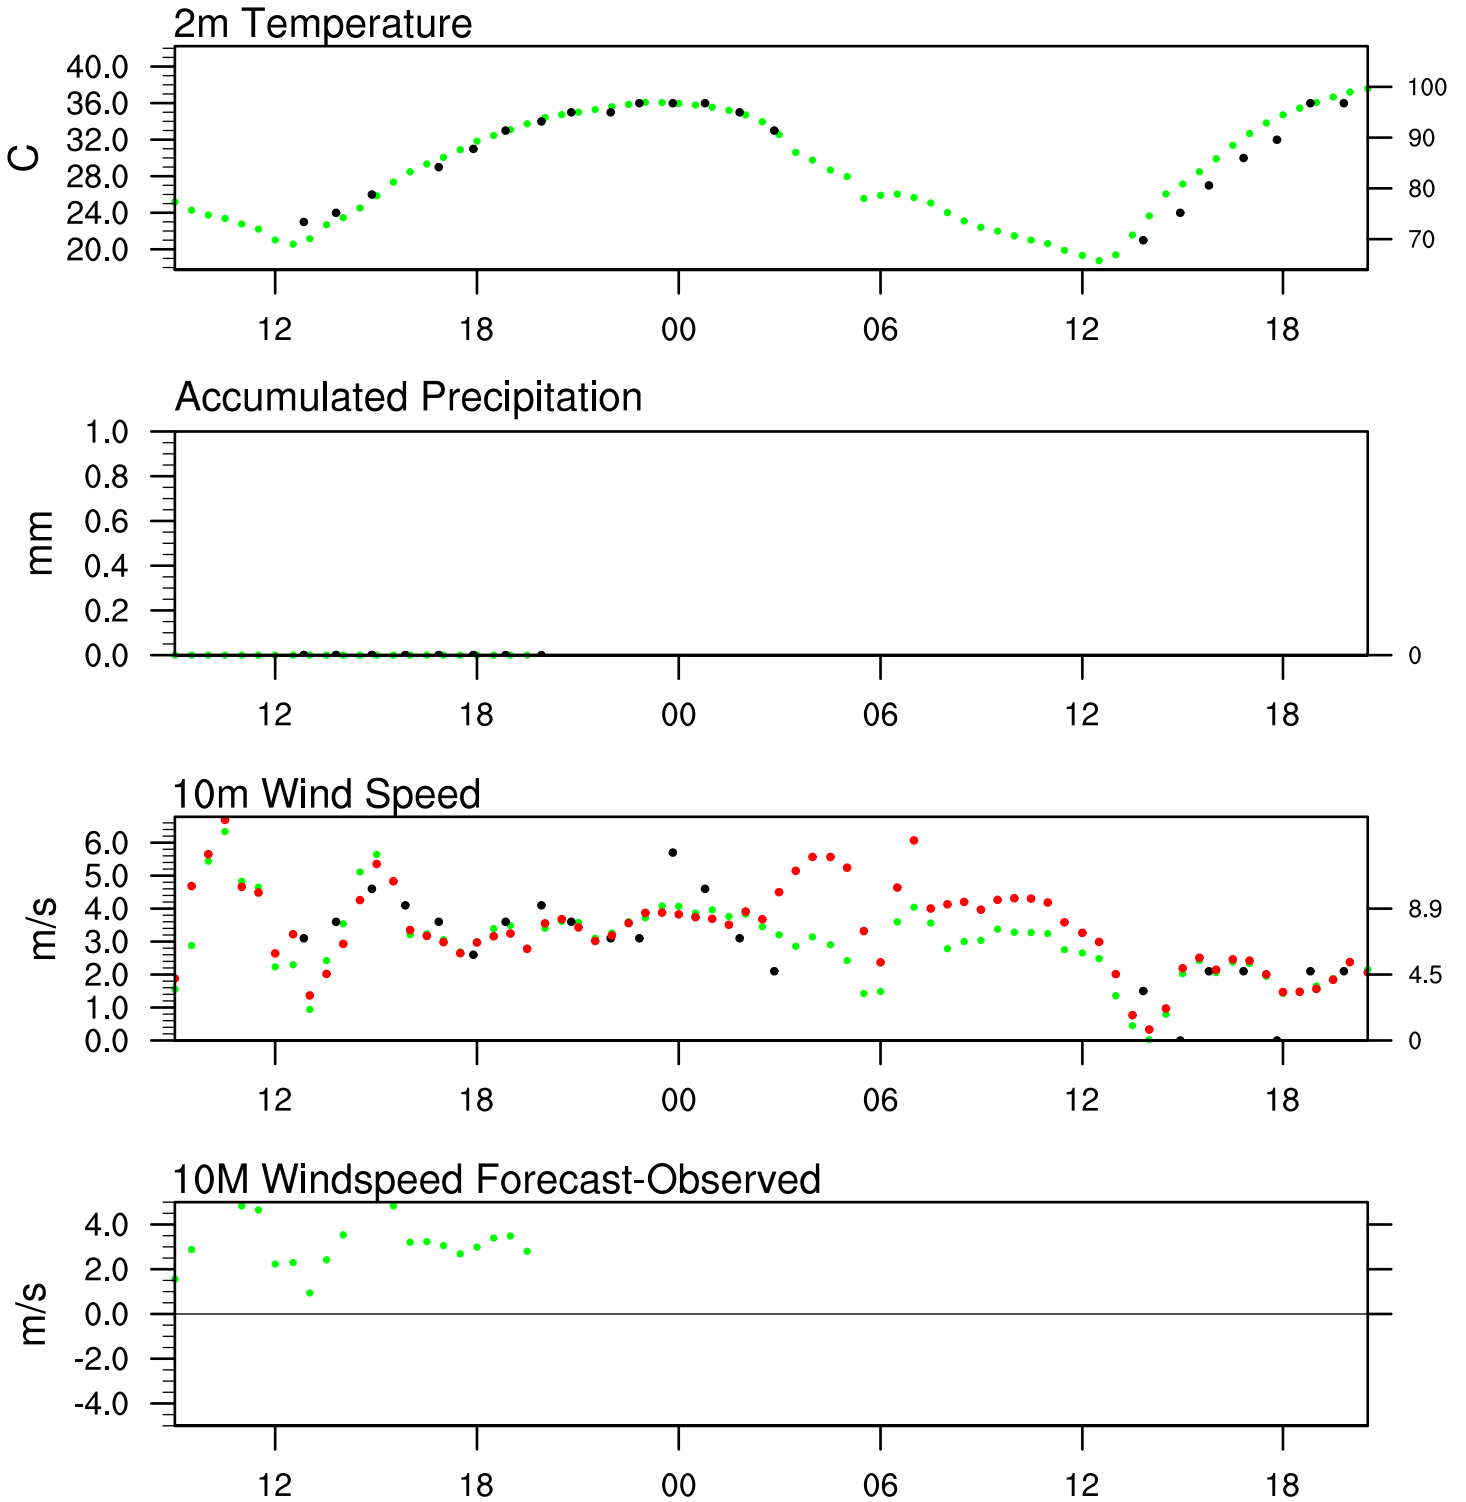 2m Temperature
40.0
36.0
32.0
28.0
24.0
20.0
C
100
90
80
70
12 18 00 06 12 18
Accumulated Precipitation
1.0
0.8
0.6
0.4
0.2
0.0
mm
0
12 18 00 06 12 18
10m Wind Speed
6.0
5.0
4.0
3.0
2.0
1.0
0.0
m/s
8.9
4.5
0
12 18 00 06 12 18
10M Windspeed Forecast-Observed
4.0
2.0
0.0
-2.0
-4.0
m/s
12 18 00 06 12 18